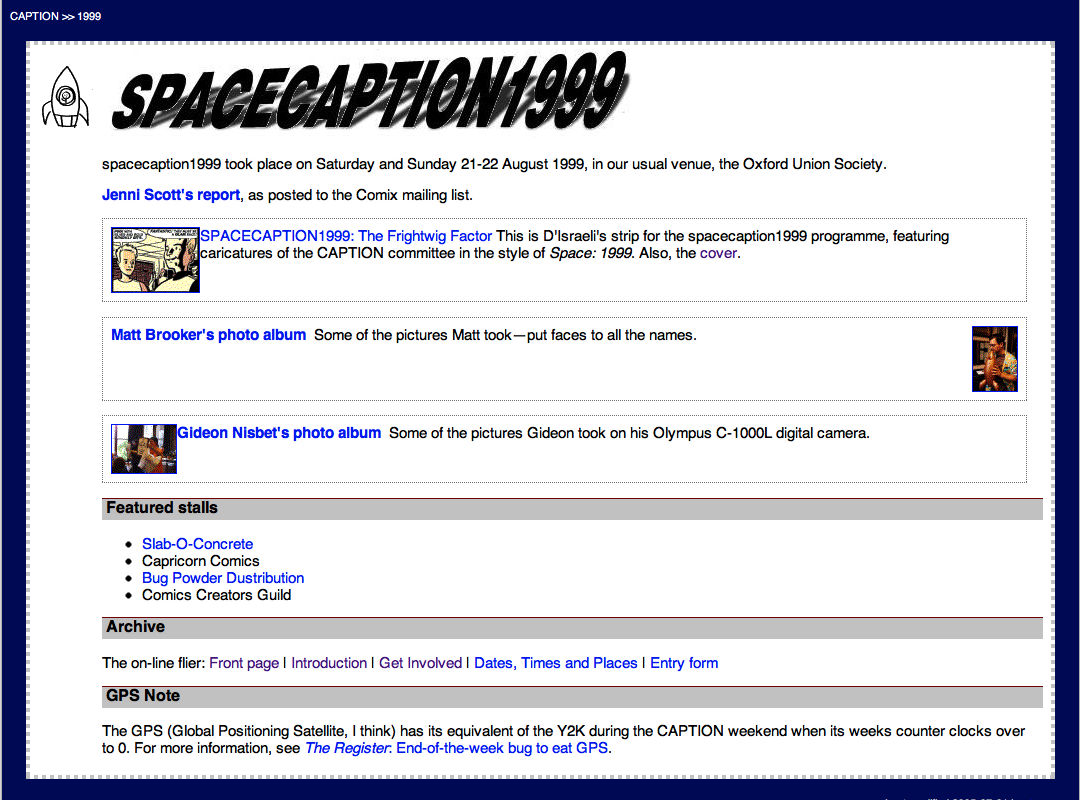 CAPTION >> 1999
SPACECAPTION1999
spacecaption1999 took place on Saturday and Sunday 21-22 August 1999, in our usual venue, the Oxford Union Society.
Jenni Scott's report, as posted to the Comix mailing list.
SPACECAPTION1999: The Frightwig Factor This is D'Israeli's strip for the spacecaption1999 programme, featuring
caricatures of the CAPTION committee in the style of Space: 1999. Also, the cover.
Matt Brooker's photo album Some of the pictures Matt took—put faces to all the names.
Gideon Nisbet's photo album Some of the pictures Gideon took on his Olympus C-1000L digital camera.
Featured stalls
• Slab-O-Concrete
• Capricorn Comics
• Bug Powder Dustribution
• Comics Creators Guild
Archive
The on-line flier: Front page | Introduction | Get Involved | Dates, Times and Places | Entry form
GPS Note
The GPS (Global Positioning Satellite, I think) has its equivalent of the Y2K during the CAPTION weekend when its weeks counter clocks over
to 0. For more information, see The Register: End-of-the-week bug to eat GPS.